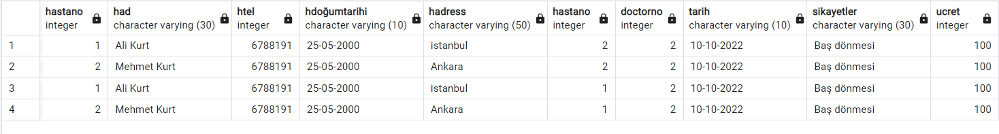 hastano had htel hdoğumtarihi hadress hastano doctorno tarih sikayetler ucret
integer character varying (30) integer character varying (10) character varying (50) integer integer character varying (10) character varying (30) integer
1 1 Ali Kurt 6788191 25-05-2000 istanbul 2 2 10-10-2022 Baş dönmesi 100
2 2 Mehmet Kurt 6788191 25-05-2000 Ankara 2 2 10-10-2022 Baş dönmesi 100
3 1 Ali Kurt 6788191 25-05-2000 istanbul 1 2 10-10-2022 Baş dönmesi 100
4 2 Mehmet Kurt 6788191 25-05-2000 Ankara 1 2 10-10-2022 Baş dönmesi 100